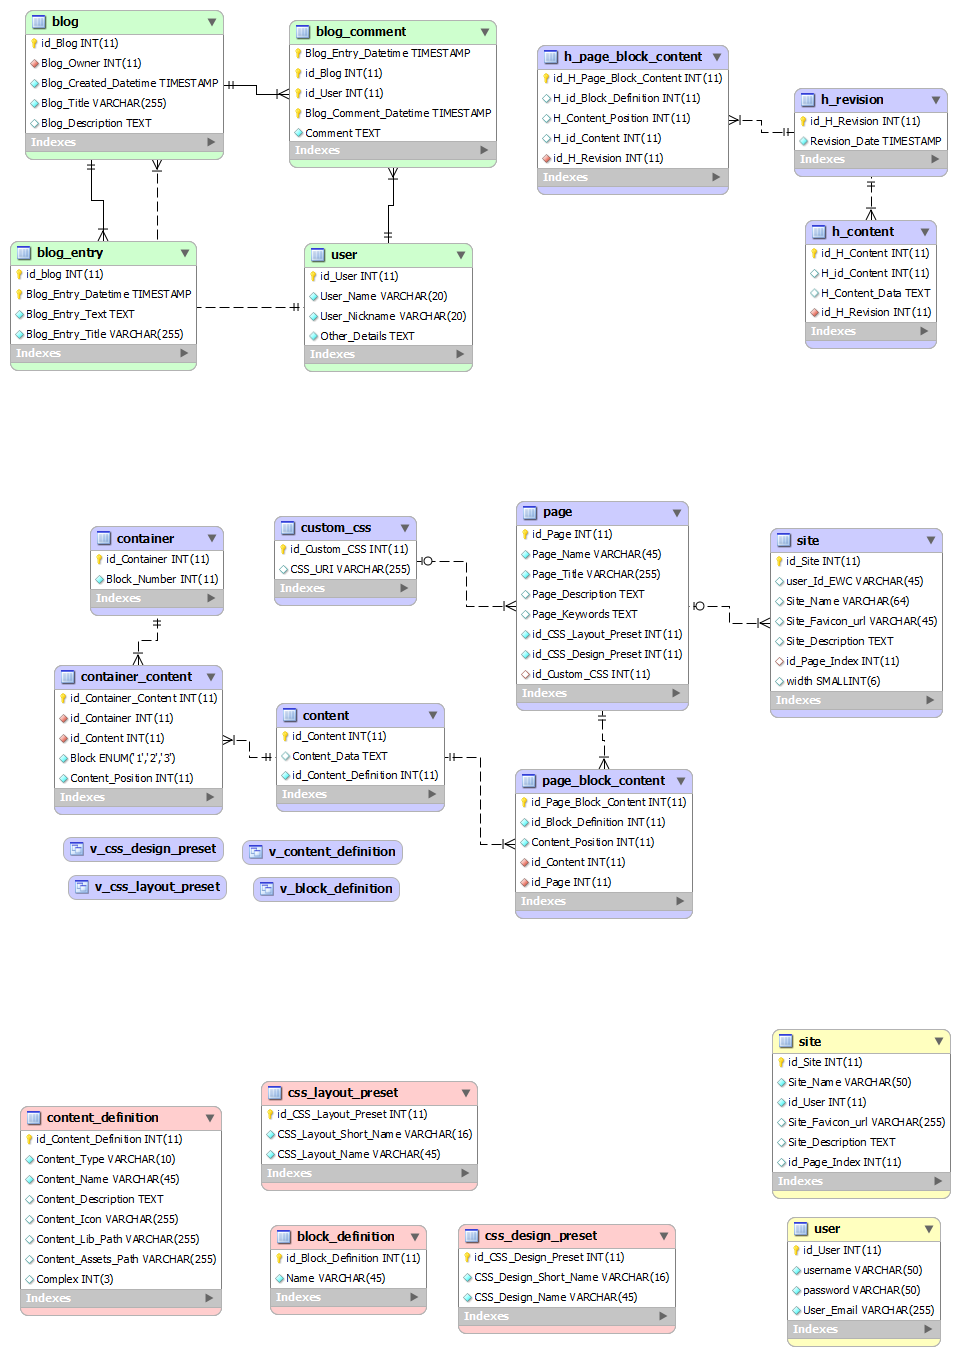 blog
id_Blog INT(11)
Blog_Owner INT(11)
Blog_Created_Datetime TIMESTAMP
Blog_Title VARCHAR(255)
Blog_Description TEXT
Indexes
blog_comment
Blog_Entry_Datetime TIMESTAMP
id_Blog INT(11)
id_User INT(11)
Blog_Comment_Datetime TIMESTAMP
Comment TEXT
Indexes
h_page_block_content
id_H_Page_Block_Content INT(11)
H_id_Block_Definition INT(11)
H_Content_Position INT(11)
H_id_Content INT(11)
id_H_Revision INT(11)
Indexes
h_revision
id_H_Revision INT(11)
Revision_Date TIMESTAMP
Indexes
blog_entry
id_blog INT(11)
Blog_Entry_Datetime TIMESTAMP
Blog_Entry_Text TEXT
Blog_Entry_Title VARCHAR(255)
Indexes
user
id_User INT(11)
User_Name VARCHAR(20)
User_Nickname VARCHAR(20)
Other_Details TEXT
Indexes
h_content
id_H_Content INT(11)
H_id_Content INT(11)
H_Content_Data TEXT
id_H_Revision INT(11)
Indexes
container
id_Container INT(11)
Block_Number INT(11)
Indexes
custom_css
id_Custom_CSS INT(11)
CSS_URI VARCHAR(255)
Indexes
page
id_Page INT(11)
Page_Name VARCHAR(45)
Page_Title VARCHAR(255)
Page_Description TEXT
Page_Keywords TEXT
id_CSS_Layout_Preset INT(11)
id_CSS_Design_Preset INT(11)
id_Custom_CSS INT(11)
Indexes
site
id_Site INT(11)
user_Id_EWC VARCHAR(45)
Site_Name VARCHAR(64)
Site_Favicon_url VARCHAR(45)
Site_Description TEXT
id_Page_Index INT(11)
width SMALLINT(6)
Indexes
container_content
id_Container_Content INT(11)
id_Container INT(11)
id_Content INT(11)
Block ENUM('1','2','3')
Content_Position INT(11)
Indexes
content
id_Content INT(11)
Content_Data TEXT
id_Content_Definition INT(11)
Indexes
page_block_content
id_Page_Block_Content INT(11)
id_Block_Definition INT(11)
Content_Position INT(11)
id_Content INT(11)
id_Page INT(11)
Indexes
v_css_design_preset
v_content_definition
v_css_layout_preset
v_block_definition
content_definition
id_Content_Definition INT(11)
Content_Type VARCHAR(10)
Content_Name VARCHAR(45)
Content_Description TEXT
Content_Icon VARCHAR(255)
Content_Lib_Path VARCHAR(255)
Content_Assets_Path VARCHAR(255)
Complex INT(3)
Indexes
css_layout_preset
id_CSS_Layout_Preset INT(11)
CSS_Layout_Short_Name VARCHAR(16)
CSS_Layout_Name VARCHAR(45)
Indexes
block_definition
id_Block_Definition INT(11)
Name VARCHAR(45)
Indexes
css_design_preset
id_CSS_Design_Preset INT(11)
CSS_Design_Short_Name VARCHAR(16)
CSS_Design_Name VARCHAR(45)
Indexes
site
id_Site INT(11)
Site_Name VARCHAR(50)
id_User INT(11)
Site_Favicon_url VARCHAR(255)
Site_Description TEXT
id_Page_Index INT(11)
Indexes
user
id_User INT(11)
username VARCHAR(50)
password VARCHAR(50)
User_Email VARCHAR(255)
Indexes